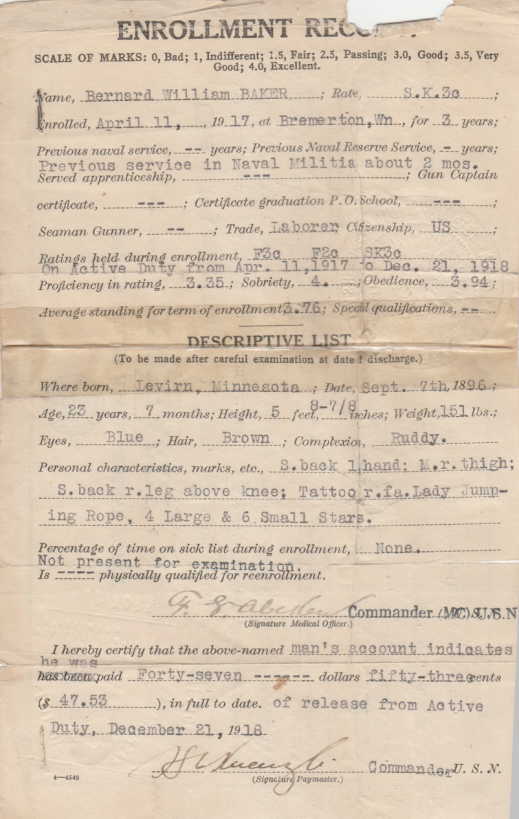 ENROLLMENT RECORD.
SCALE OF MARKS: 0, Bad; 1, Indifferent; 1.5, Fair; 2.5, Passing; 3.0, Good; 3.5, Very
Good; 4.0, Excellent.
Name, Bernard William BAKER ; Rate, S.K.3c ;
Enrolled, April 11, 1917, at Bremerton,Wn , for 3 years;
Previous naval service, -- years; Previous Naval Reserve Service, - years;
Previous service in Naval Militia about 2 mos.
Served apprenticeship, --- ; Gun Captain
certificate, --- ; Certificate graduation P. O. School, --- ;
Seaman Gunner, -- ; Trade, Laborer Citizenship, US ;
Ratings held during enrollment, F3c F2c SK3c
On Active Duty from Apr. 11,1917 to Dec. 21, 1918
Proficiency in rating, 3.35 ; Sobriety, 4. ; Obedience, 3.94 ;
Average standing for term of enrollment 3.76; Special qualifications, --
DESCRIPTIVE LIST.
(To be made after careful examination at date of discharge.)
Where born, Levirn, Minnesota ; Date, Sept. 7th, 1896 ;
Age, 23 years, 7 months; Height, 5 feet, 8-7/8 inches; Weight, 151 lbs.;
Eyes, Blue ; Hair, Brown ; Complexion, Ruddy.
Personal characteristics, marks, etc., S.back l.hand; M.r.thigh;
S.back r.leg above knee; Tattoo r.fa.Lady Jump-
ing Rope, 4 Large & 6 Small Stars.
Percentage of time on sick list during enrollment, None.
Not present for examination.
Is ---- physically qualified for reenrollment.
Commander (MC) U.S.N
(Signature Medical Officer.)
I hereby certify that the above-named man's account indicates
he was
has been paid Forty-seven ------ dollars fifty-three cents
($ 47.53 ), in full to date. of release from Active
Duty, December 21, 1918
Commander U. S. N.
(Signature Paymaster.)
4—4549